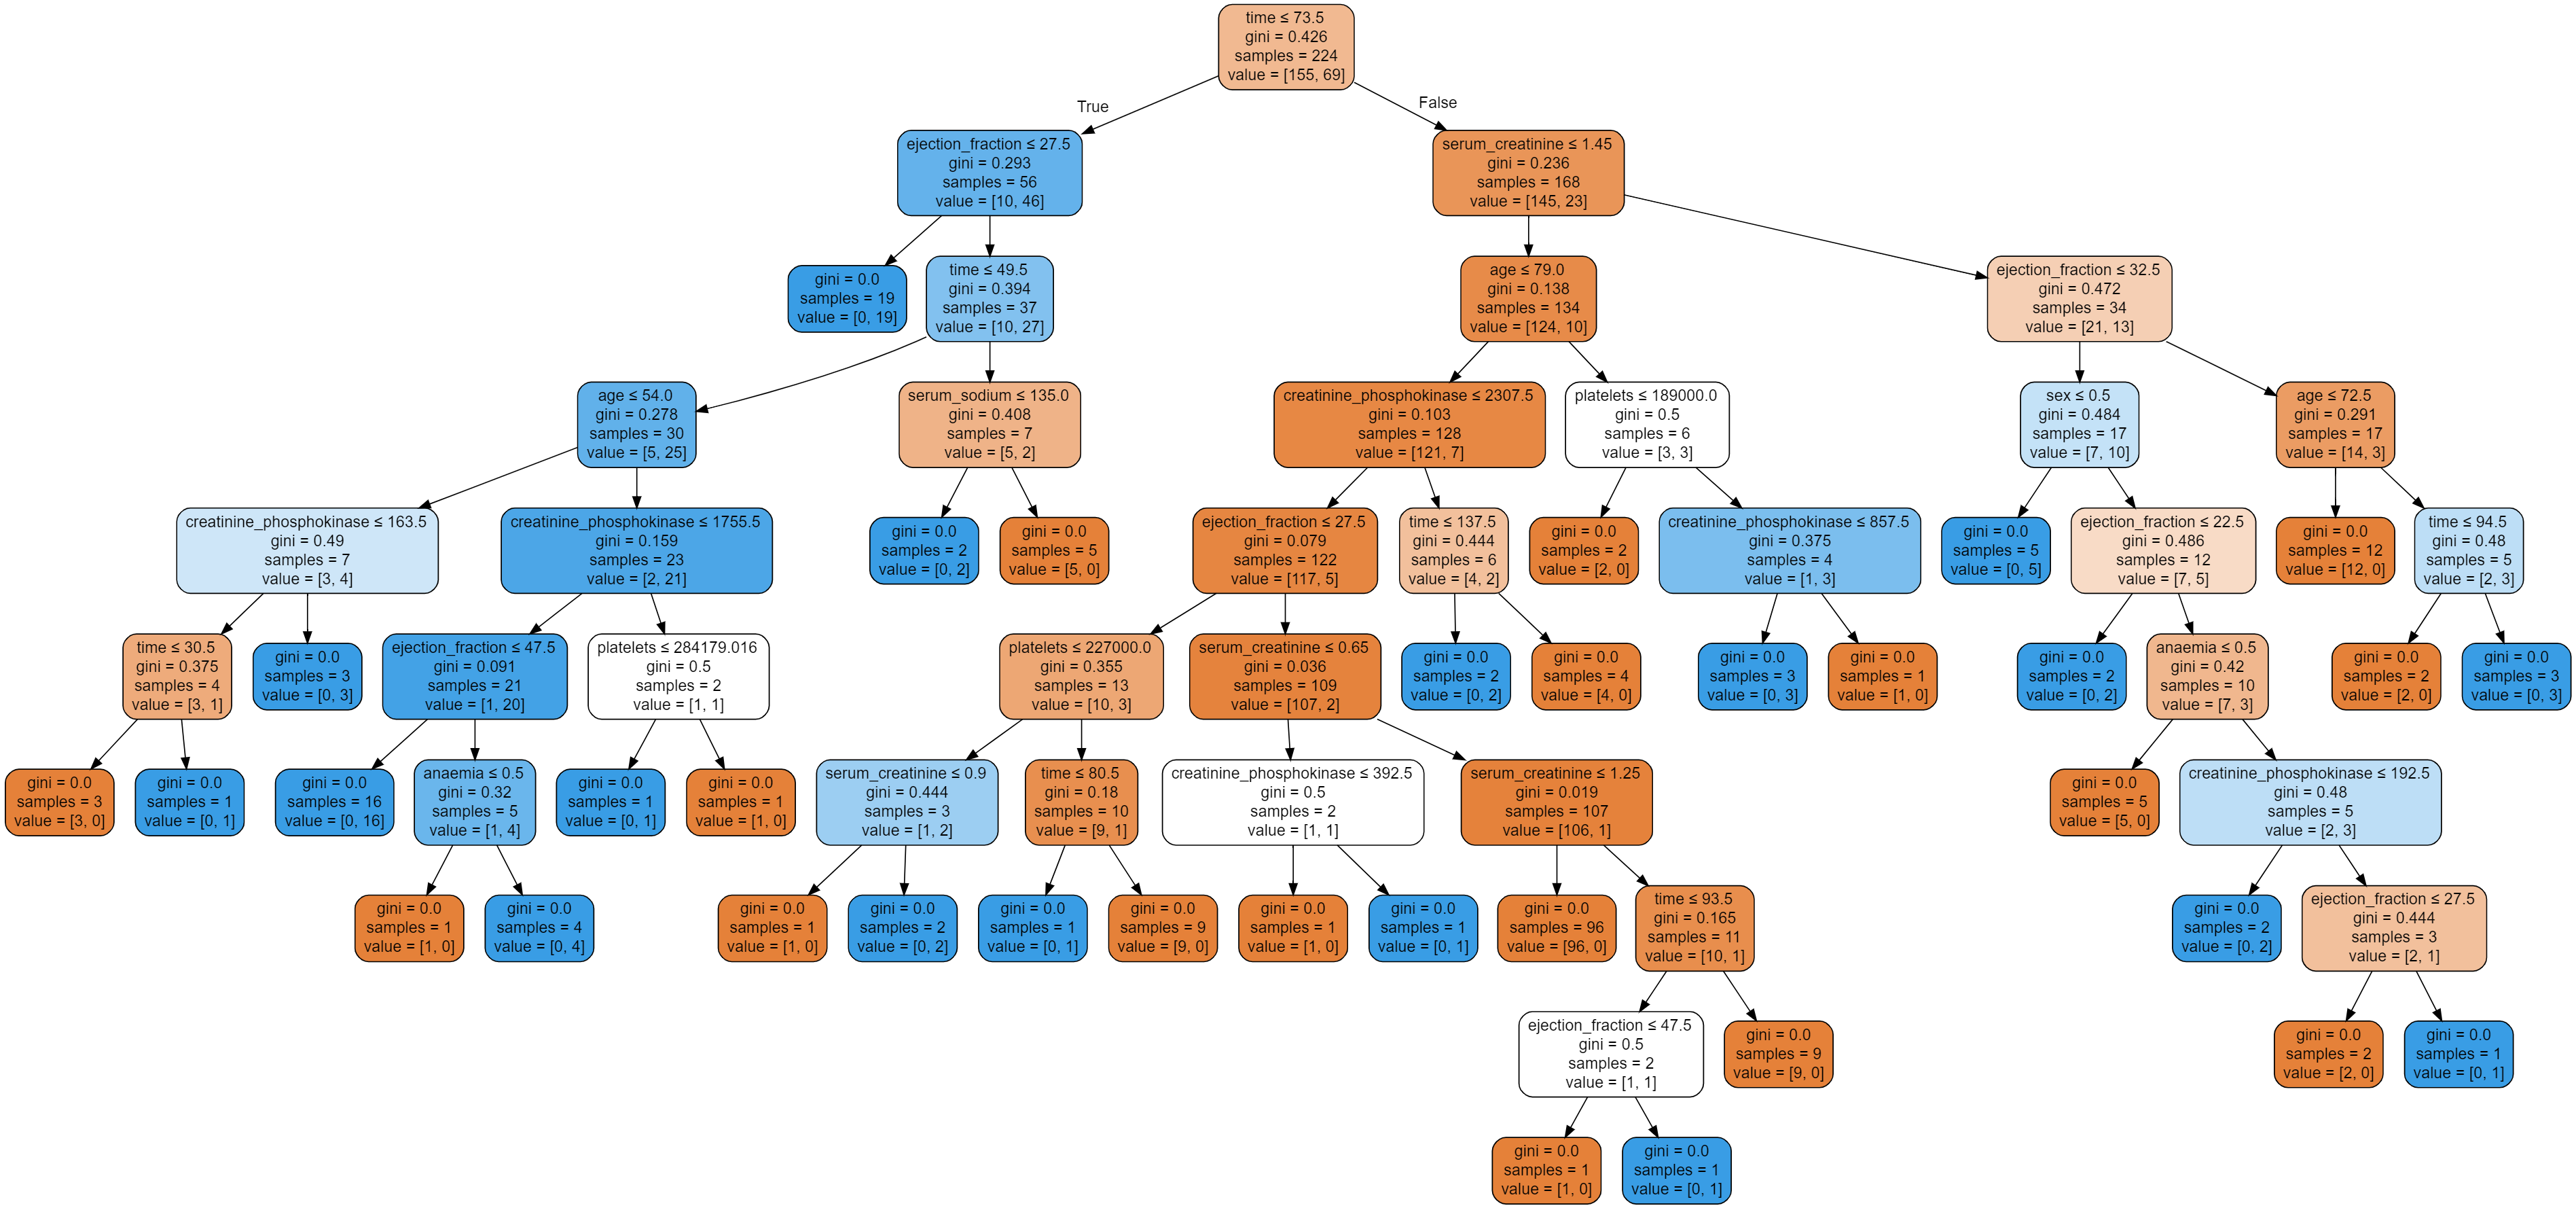 time ≤ 73.5
gini = 0.426
samples = 224
value = [155, 69]
True
False
ejection_fraction ≤ 27.5
gini = 0.293
samples = 56
value = [10, 46]
serum_creatinine ≤ 1.45
gini = 0.236
samples = 168
value = [145, 23]
gini = 0.0
samples = 19
value = [0, 19]
time ≤ 49.5
gini = 0.394
samples = 37
value = [10, 27]
age ≤ 79.0
gini = 0.138
samples = 134
value = [124, 10]
ejection_fraction ≤ 32.5
gini = 0.472
samples = 34
value = [21, 13]
age ≤ 54.0
gini = 0.278
samples = 30
value = [5, 25]
serum_sodium ≤ 135.0
gini = 0.408
samples = 7
value = [5, 2]
creatinine_phosphokinase ≤ 2307.5
gini = 0.103
samples = 128
value = [121, 7]
platelets ≤ 189000.0
gini = 0.5
samples = 6
value = [3, 3]
sex ≤ 0.5
gini = 0.484
samples = 17
value = [7, 10]
age ≤ 72.5
gini = 0.291
samples = 17
value = [14, 3]
creatinine_phosphokinase ≤ 163.5
gini = 0.49
samples = 7
value = [3, 4]
creatinine_phosphokinase ≤ 1755.5
gini = 0.159
samples = 23
value = [2, 21]
gini = 0.0
samples = 2
value = [0, 2]
gini = 0.0
samples = 5
value = [5, 0]
ejection_fraction ≤ 27.5
gini = 0.079
samples = 122
value = [117, 5]
time ≤ 137.5
gini = 0.444
samples = 6
value = [4, 2]
gini = 0.0
samples = 2
value = [2, 0]
creatinine_phosphokinase ≤ 857.5
gini = 0.375
samples = 4
value = [1, 3]
gini = 0.0
samples = 5
value = [0, 5]
ejection_fraction ≤ 22.5
gini = 0.486
samples = 12
value = [7, 5]
gini = 0.0
samples = 12
value = [12, 0]
time ≤ 94.5
gini = 0.48
samples = 5
value = [2, 3]
time ≤ 30.5
gini = 0.375
samples = 4
value = [3, 1]
gini = 0.0
samples = 3
value = [0, 3]
ejection_fraction ≤ 47.5
gini = 0.091
samples = 21
value = [1, 20]
platelets ≤ 284179.016
gini = 0.5
samples = 2
value = [1, 1]
platelets ≤ 227000.0
gini = 0.355
samples = 13
value = [10, 3]
serum_creatinine ≤ 0.65
gini = 0.036
samples = 109
value = [107, 2]
gini = 0.0
samples = 2
value = [0, 2]
gini = 0.0
samples = 4
value = [4, 0]
gini = 0.0
samples = 3
value = [0, 3]
gini = 0.0
samples = 1
value = [1, 0]
gini = 0.0
samples = 2
value = [0, 2]
anaemia ≤ 0.5
gini = 0.42
samples = 10
value = [7, 3]
gini = 0.0
samples = 2
value = [2, 0]
gini = 0.0
samples = 3
value = [0, 3]
gini = 0.0
samples = 3
value = [3, 0]
gini = 0.0
samples = 1
value = [0, 1]
gini = 0.0
samples = 16
value = [0, 16]
anaemia ≤ 0.5
gini = 0.32
samples = 5
value = [1, 4]
gini = 0.0
samples = 1
value = [0, 1]
gini = 0.0
samples = 1
value = [1, 0]
serum_creatinine ≤ 0.9
gini = 0.444
samples = 3
value = [1, 2]
time ≤ 80.5
gini = 0.18
samples = 10
value = [9, 1]
creatinine_phosphokinase ≤ 392.5
gini = 0.5
samples = 2
value = [1, 1]
serum_creatinine ≤ 1.25
gini = 0.019
samples = 107
value = [106, 1]
gini = 0.0
samples = 5
value = [5, 0]
creatinine_phosphokinase ≤ 192.5
gini = 0.48
samples = 5
value = [2, 3]
gini = 0.0
samples = 1
value = [1, 0]
gini = 0.0
samples = 4
value = [0, 4]
gini = 0.0
samples = 1
value = [1, 0]
gini = 0.0
samples = 2
value = [0, 2]
gini = 0.0
samples = 1
value = [0, 1]
gini = 0.0
samples = 9
value = [9, 0]
gini = 0.0
samples = 1
value = [1, 0]
gini = 0.0
samples = 1
value = [0, 1]
gini = 0.0
samples = 96
value = [96, 0]
time ≤ 93.5
gini = 0.165
samples = 11
value = [10, 1]
gini = 0.0
samples = 2
value = [0, 2]
ejection_fraction ≤ 27.5
gini = 0.444
samples = 3
value = [2, 1]
ejection_fraction ≤ 47.5
gini = 0.5
samples = 2
value = [1, 1]
gini = 0.0
samples = 9
value = [9, 0]
gini = 0.0
samples = 2
value = [2, 0]
gini = 0.0
samples = 1
value = [0, 1]
gini = 0.0
samples = 1
value = [1, 0]
gini = 0.0
samples = 1
value = [0, 1]